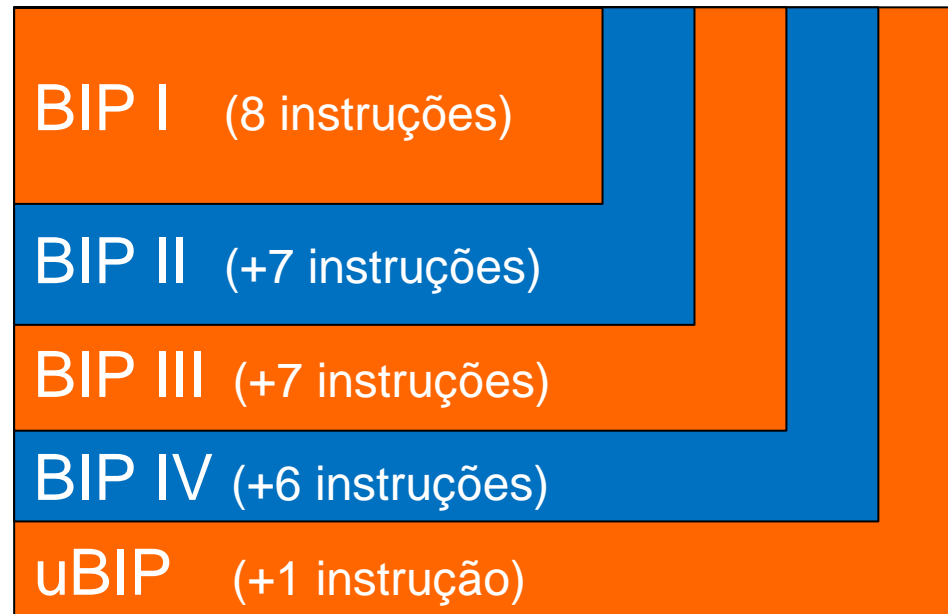 BIP I (8 instruções)
BIP II (+7 instruções)
BIP III (+7 instruções)
BIP IV (+6 instruções)
uBIP (+1 instrução)